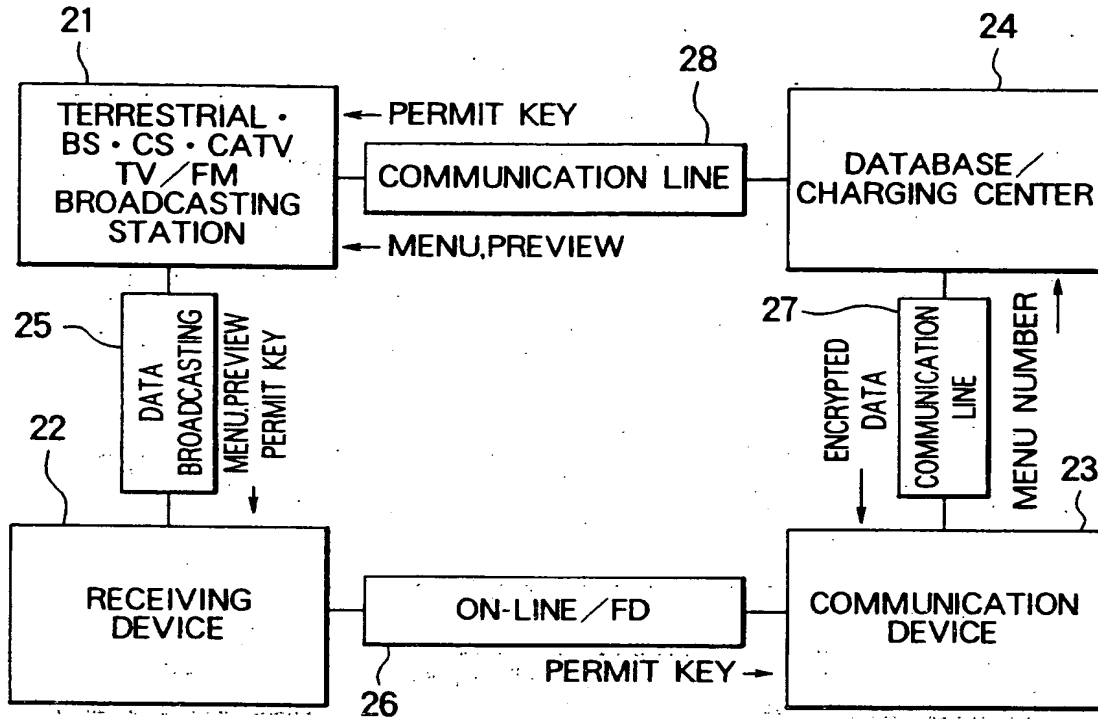 21
28
24
TERRESTRIAL・
BS・CS・CATV
TV/FM
BROADCASTING
STATION
←PERMIT KEY
←MENU,PREVIEW
COMMUNICATION LINE
DATABASE/
CHARGING CENTER
25
DATA
BROADCASTING
MENU,PREVIEW
PERMIT KEY
↓
27
ENCRYPTED
DATA
↓
COMMUNICATION
LINE
MENU NUMBER
↑
22
23
RECEIVING
DEVICE
ON-LINE/FD
26
PERMIT KEY→
COMMUNICATION
DEVICE